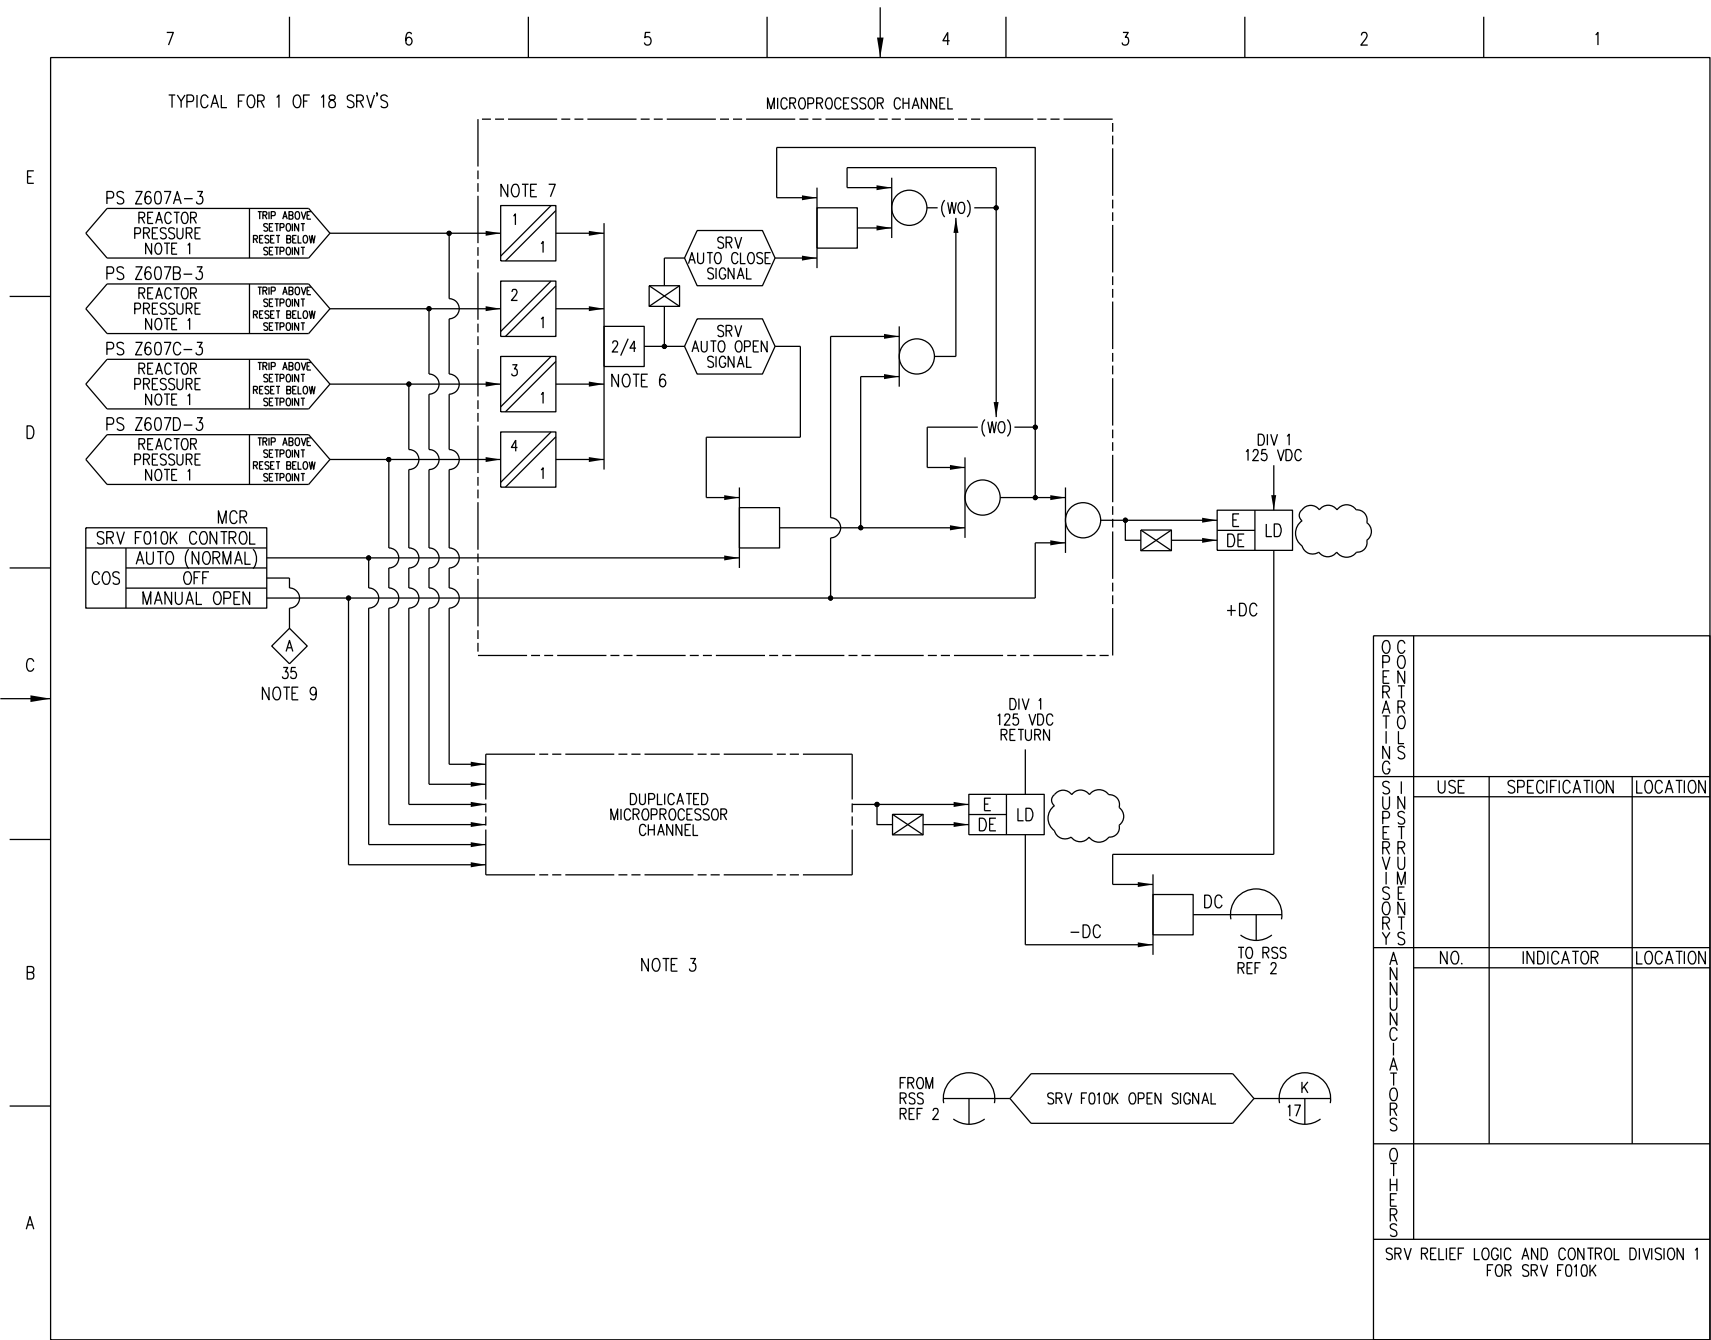 7 6 5 4 3 2 1
TYPICAL FOR 1 OF 18 SRV'S
MICROPROCESSOR CHANNEL
E
D
C
B
A
PS Z607A-3
REACTOR
PRESSURE
NOTE 1
TRIP ABOVE
SETPOINT
RESET BELOW
SETPOINT
PS Z607B-3
REACTOR
PRESSURE
NOTE 1
TRIP ABOVE
SETPOINT
RESET BELOW
SETPOINT
PS Z607C-3
REACTOR
PRESSURE
NOTE 1
TRIP ABOVE
SETPOINT
RESET BELOW
SETPOINT
PS Z607D-3
REACTOR
PRESSURE
NOTE 1
TRIP ABOVE
SETPOINT
RESET BELOW
SETPOINT
MCR
SRV F010K CONTROL
COS
AUTO (NORMAL)
OFF
MANUAL OPEN
A
35
NOTE 9
NOTE 7
1
1
2
1
3
1
4
1
2/4
NOTE 6
SRV
AUTO CLOSE
SIGNAL
SRV
AUTO OPEN
SIGNAL
(WO)
(WO)
DIV 1
125 VDC
E
DE
LD
+DC
DUPLICATED
MICROPROCESSOR
CHANNEL
DIV 1
125 VDC
RETURN
E
DE
LD
-DC
DC
TO RSS
REF 2
NOTE 3
FROM
RSS
REF 2
SRV F010K OPEN SIGNAL
K
17
OPERATING
CONTROLS
SUPERVISORY
INSTRUMENTS
USE SPECIFICATION LOCATION
ANNUNCIATORS
NO. INDICATOR LOCATION
OTHERS
SRV RELIEF LOGIC AND CONTROL DIVISION 1
FOR SRV F010K